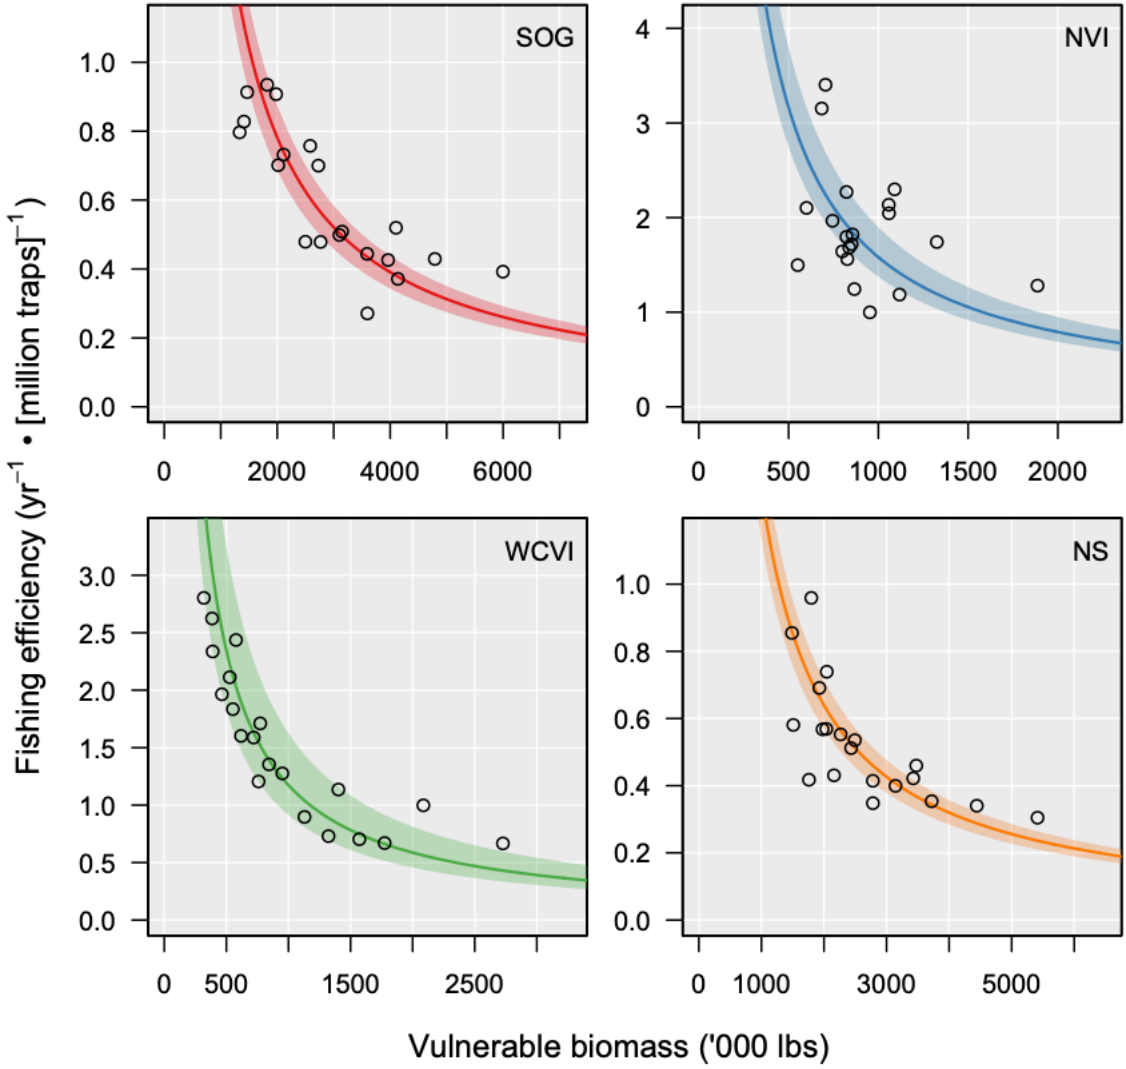 Fishing efficiency (yr⁻¹ • [million traps]⁻¹)
SOG
1.0
0.8
0.6
0.4
0.2
0.0
0 2000 4000 6000
NVI
4
3
2
1
0
0 500 1000 1500 2000
WCVI
3.0
2.5
2.0
1.5
1.0
0.5
0.0
0 500 1500 2500
NS
1.0
0.8
0.6
0.4
0.2
0.0
0 1000 3000 5000
Vulnerable biomass ('000 lbs)